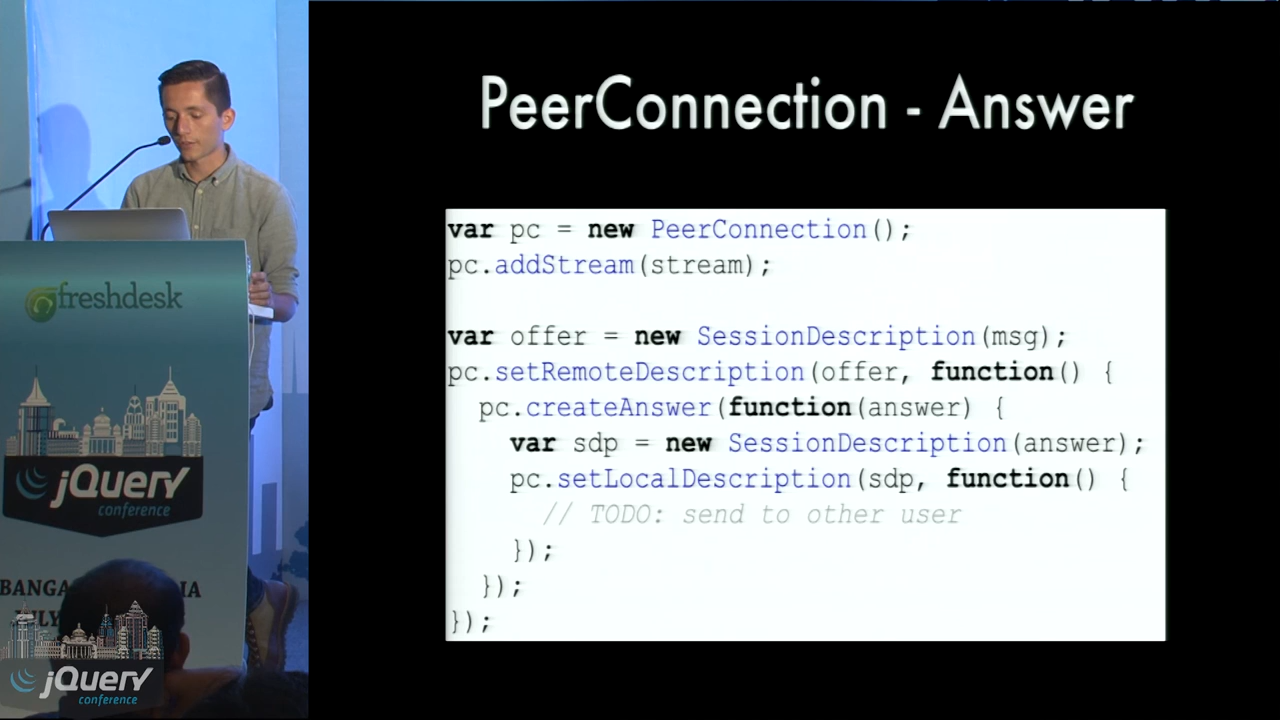 PeerConnection - Answer
var pc = new PeerConnection();
pc.addStream(stream);
var offer = new SessionDescription(msg);
pc.setRemoteDescription(offer, function() {
pc.createAnswer(function(answer) {
var sdp = new SessionDescription(answer);
pc.setLocalDescription(sdp, function() {
// TODO: send to other user
});
});
});
freshdesk
jQuery
conference
jQuery
conference